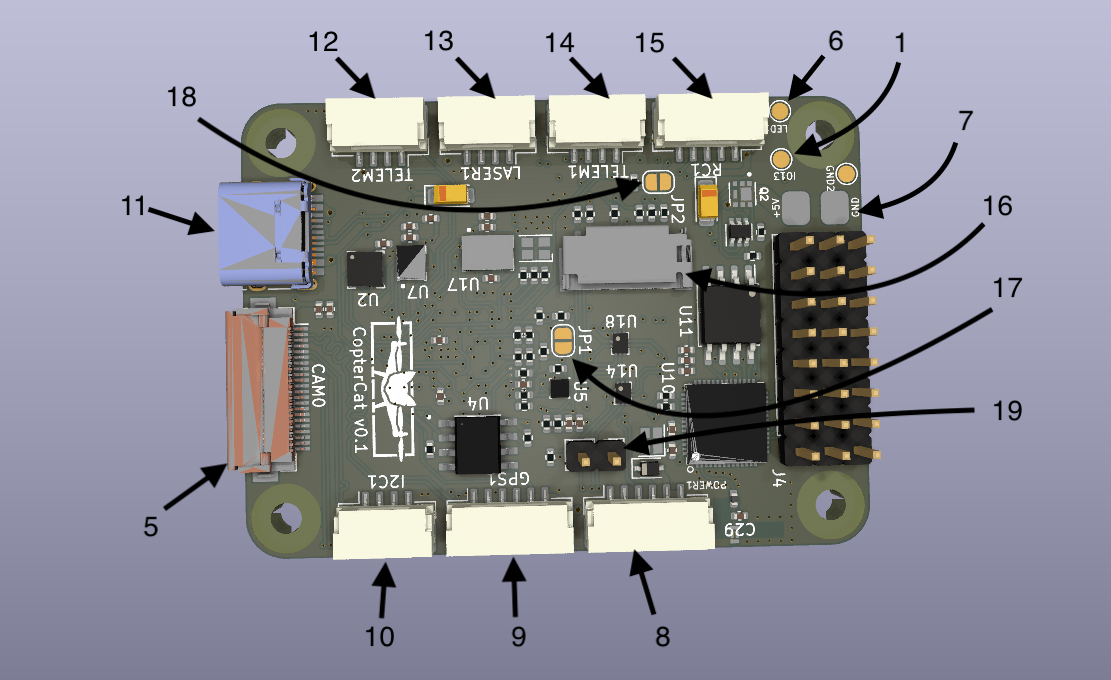 12
13
14
15
6
1
18
7
LED
TELEM2
LASER1
TELEM1
RC1
IO13
GND2
Q2
JP2
+5V
GND
11
16
U2
U7
U17
17
U11
U18
JP1
CopterCat v0.1
CAM0
U14
U10
U5
U4
19
I2C1
GPS1
POWER1
J4
C29
5
10
9
8